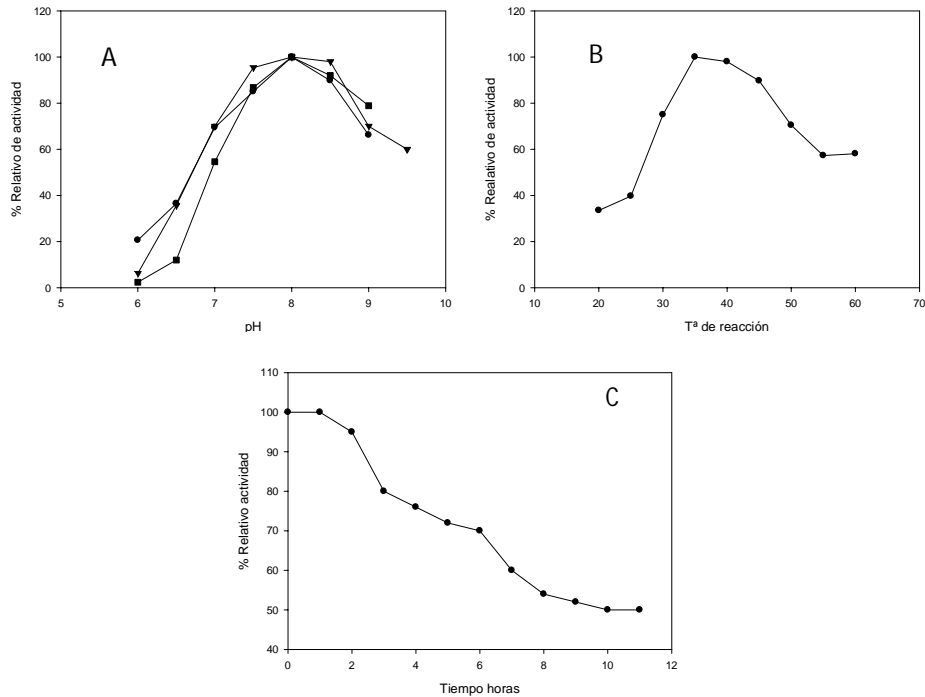 A
% Relativo de actividad
120
100
80
60
40
20
0
5 6 7 8 9 10
pH
B
% Realativo de actividad
120
100
80
60
40
20
0
10 20 30 40 50 60 70
Tª de reacción
C
% Relativo actividad
110
100
90
80
70
60
50
40
0 2 4 6 8 10 12
Tiempo horas